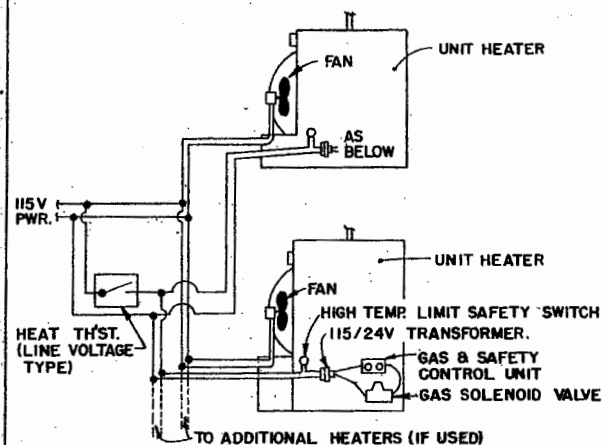 UNIT HEATER
FAN
AS
BELOW
115V
PWR.
UNIT HEATER
FAN
HIGH TEMP. LIMIT SAFETY SWITCH
115/24V TRANSFORMER.
HEAT TH'ST.
(LINE VOLTAGE
TYPE)
GAS & SAFETY
CONTROL UNIT
GAS SOLENOID VALVE
TO ADDITIONAL HEATERS (IF USED)